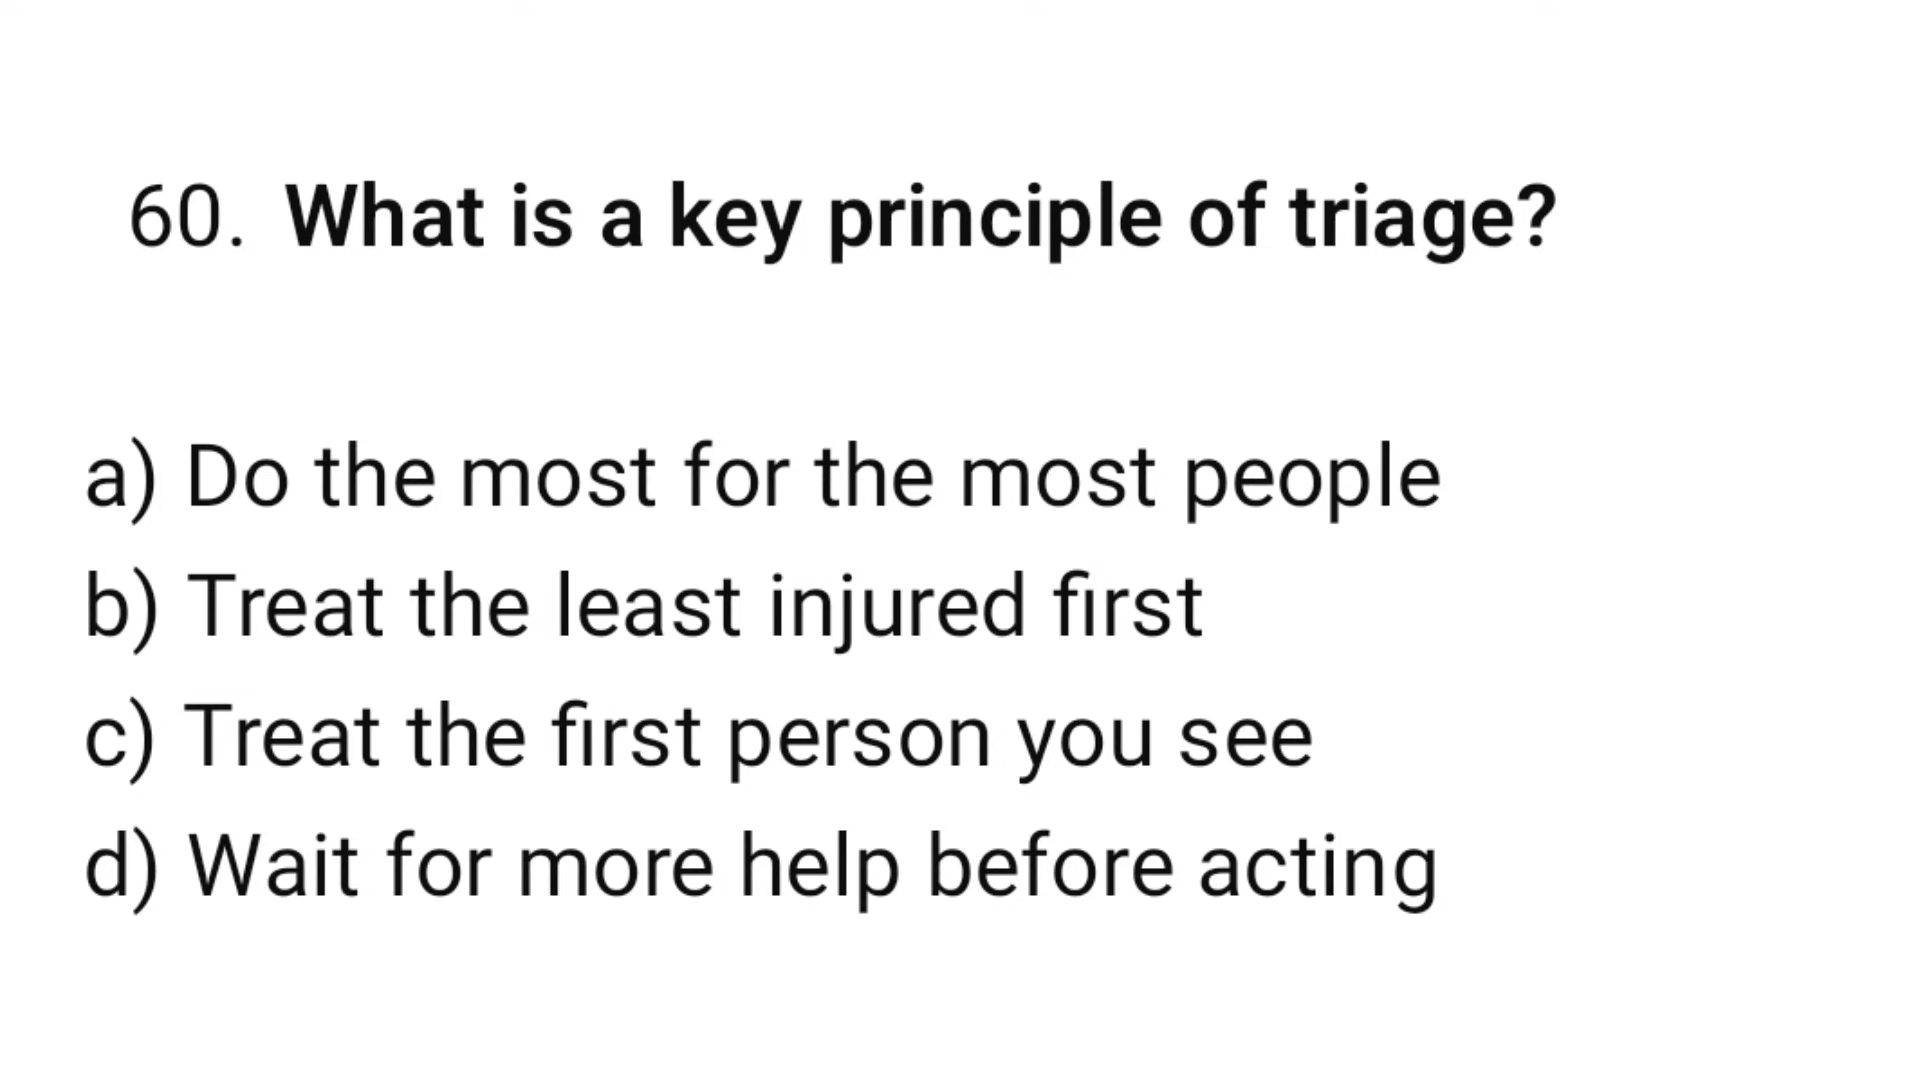 60. What is a key principle of triage?
a) Do the most for the most people
b) Treat the least injured first
c) Treat the first person you see
d) Wait for more help before acting